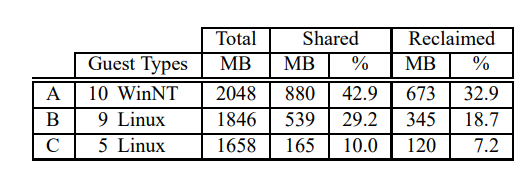 Total Shared Reclaimed
Guest Types MB MB % MB %
A 10 WinNT 2048 880 42.9 673 32.9
B 9 Linux 1846 539 29.2 345 18.7
C 5 Linux 1658 165 10.0 120 7.2